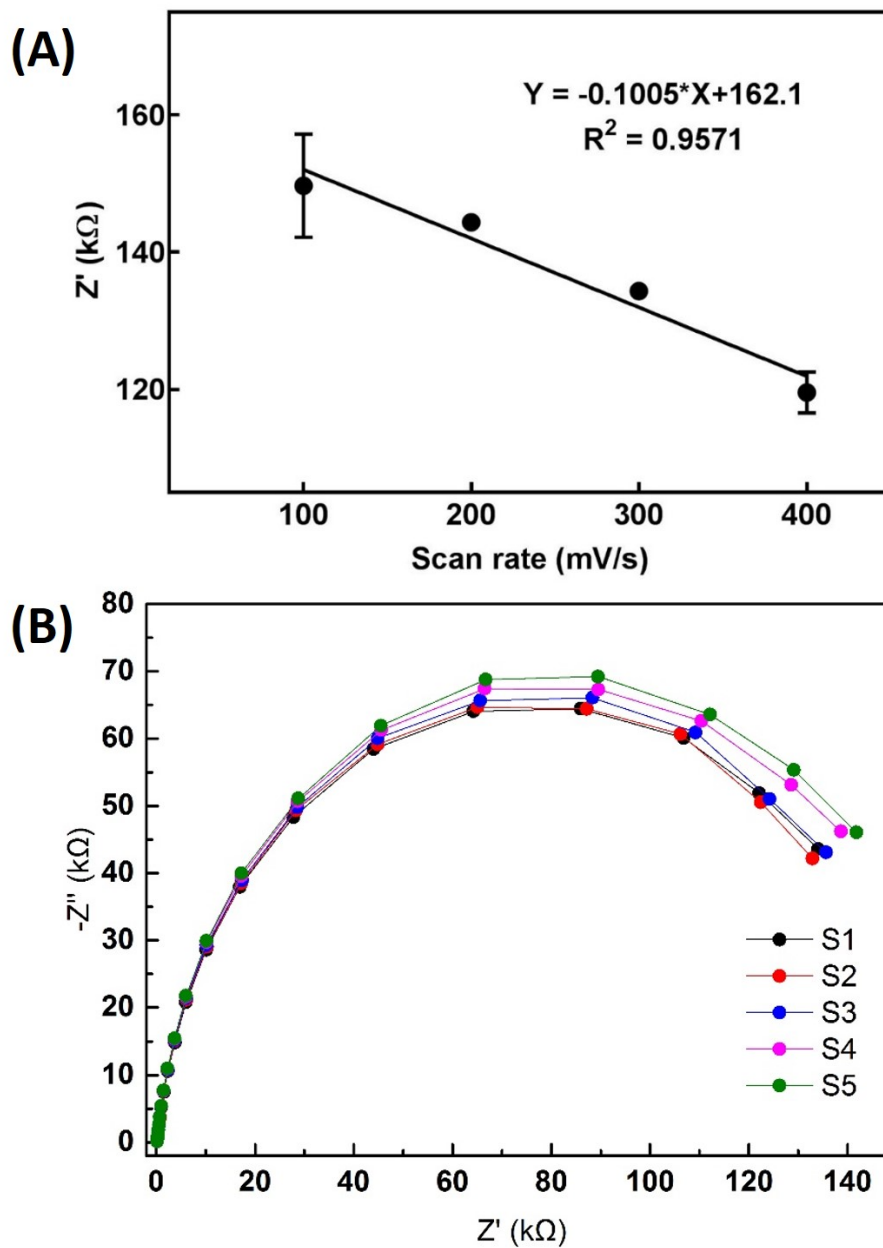 (A)
Y = -0.1005*X+162.1
R² = 0.9571
160
140
120
Z' (kΩ)
100 200 300 400
Scan rate (mV/s)
(B)
80
70
60
50
40
30
20
10
0
-Z'' (kΩ)
S1
S2
S3
S4
S5
0 20 40 60 80 100 120 140
Z' (kΩ)